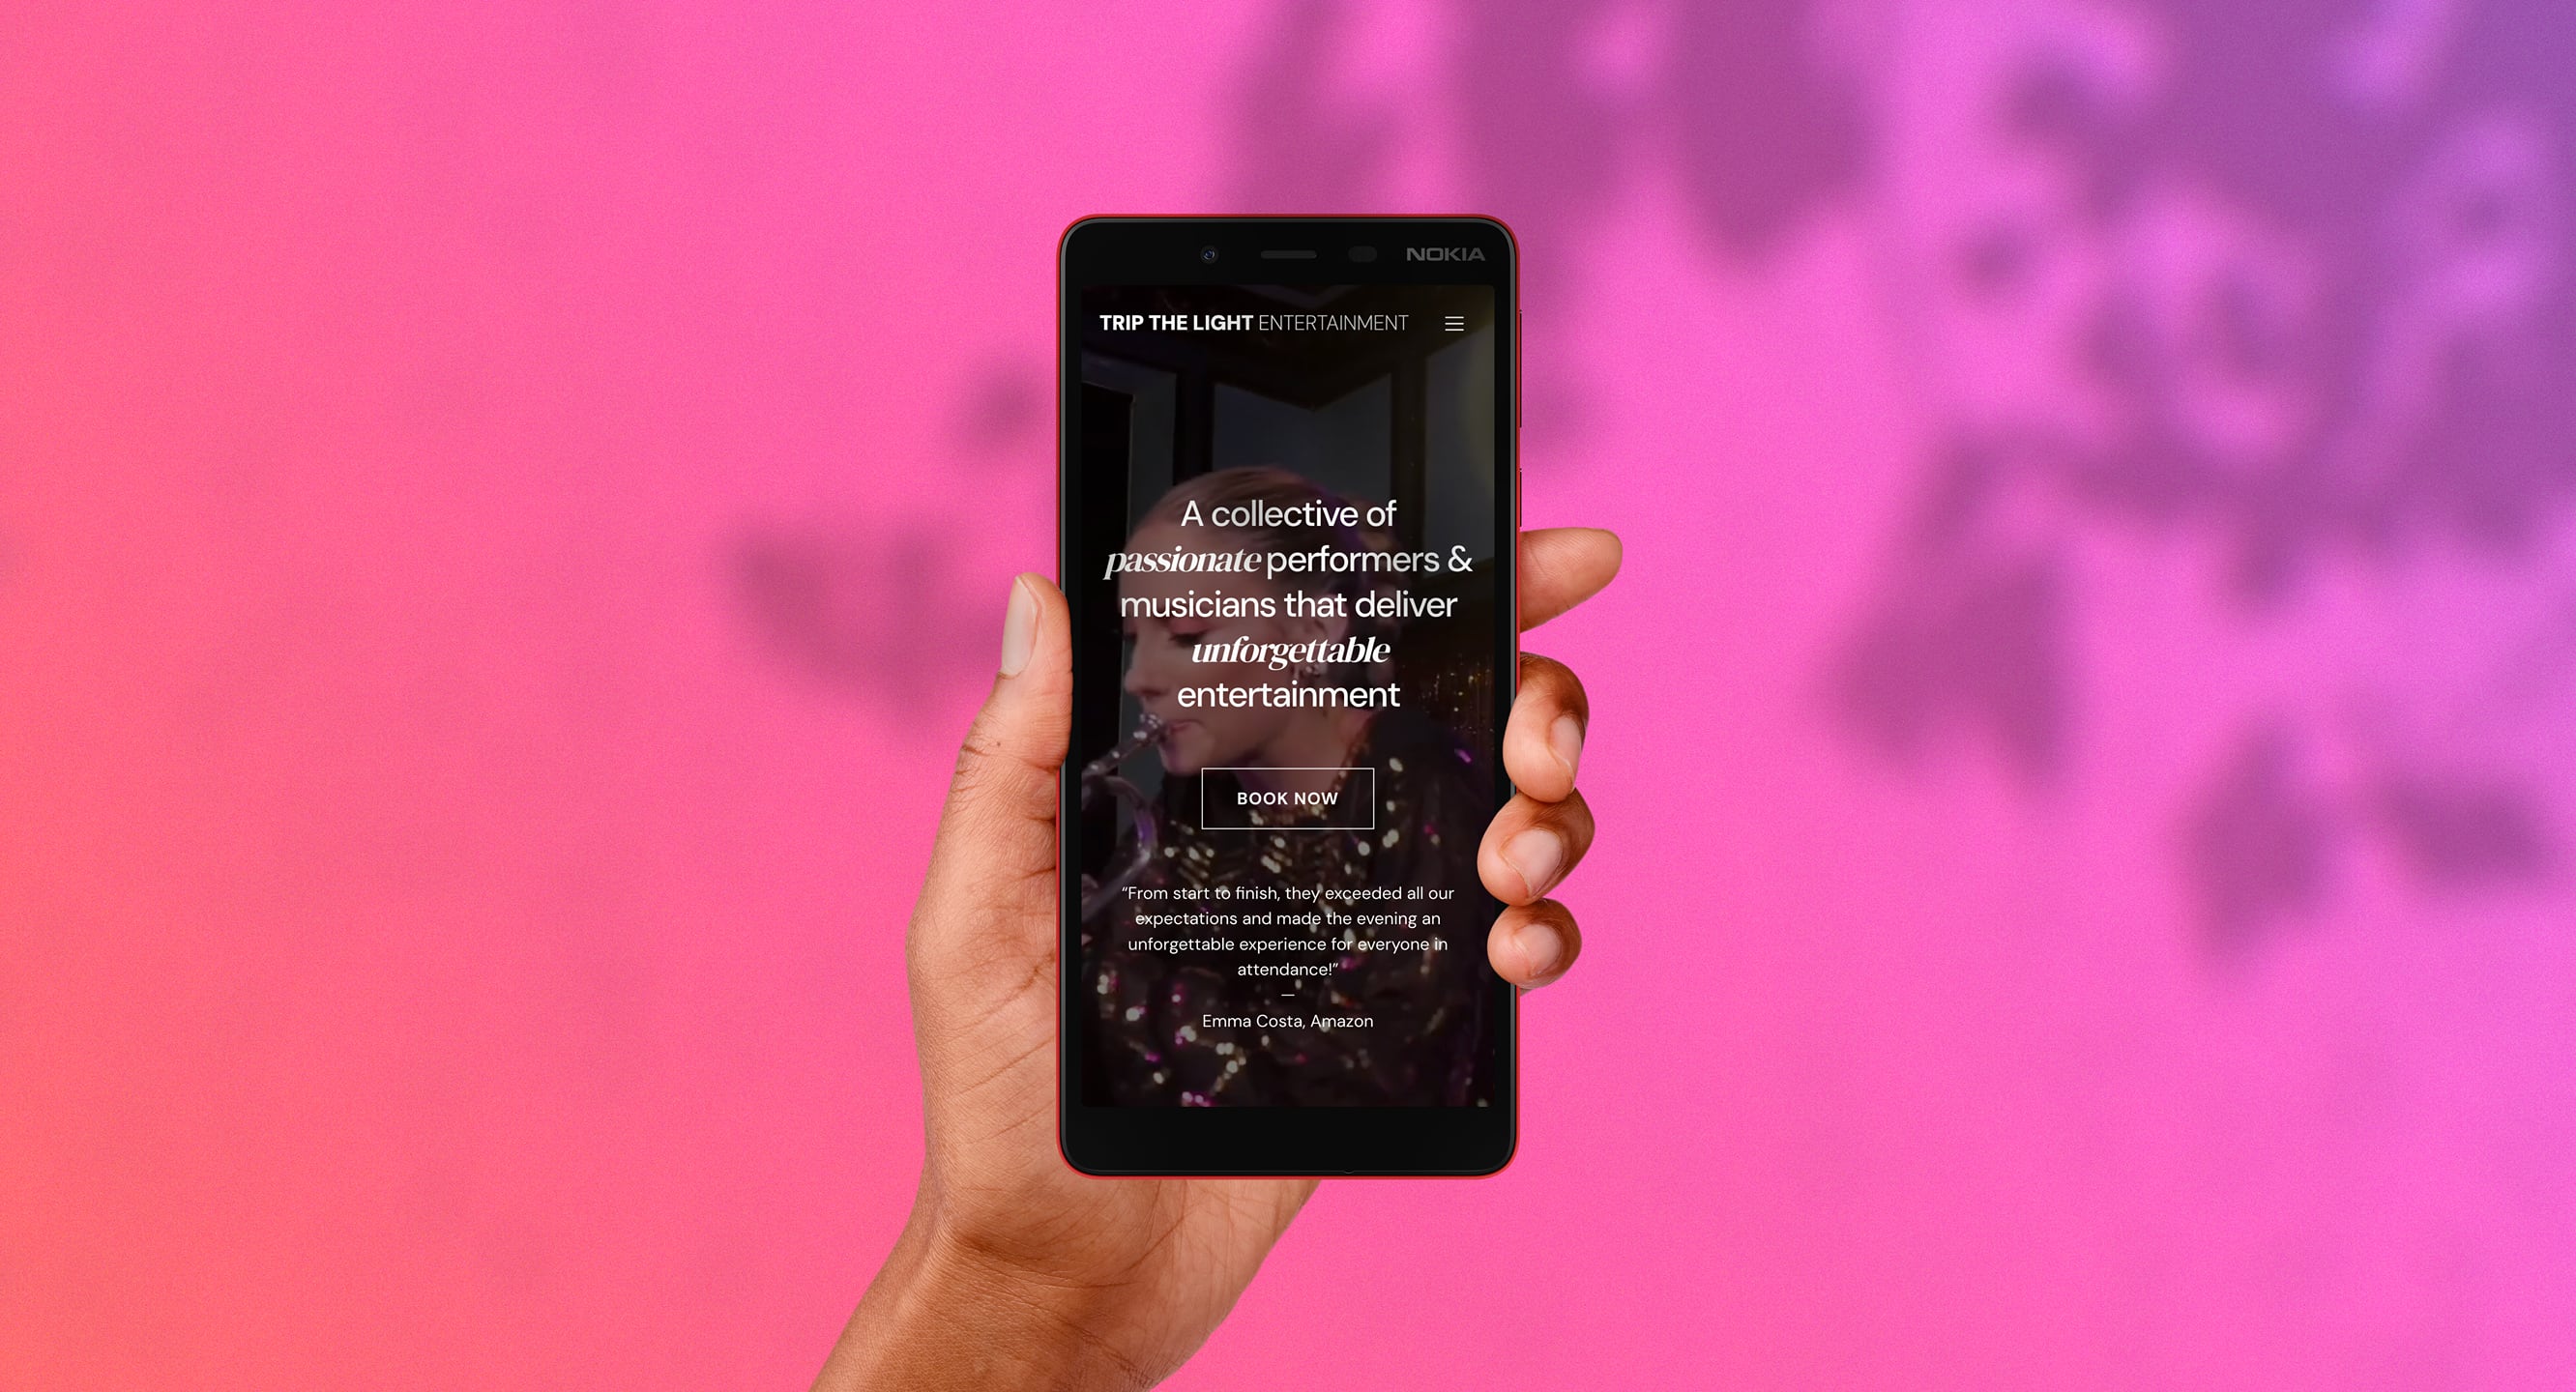 NOKIA
TRIP THE LIGHT ENTERTAINMENT
A collective of
passionate performers &
musicians that deliver
unforgettable
entertainment
BOOK NOW
“From start to finish, they exceeded all our
expectations and made the evening an
unforgettable experience for everyone in
attendance!”
—
Emma Costa, Amazon